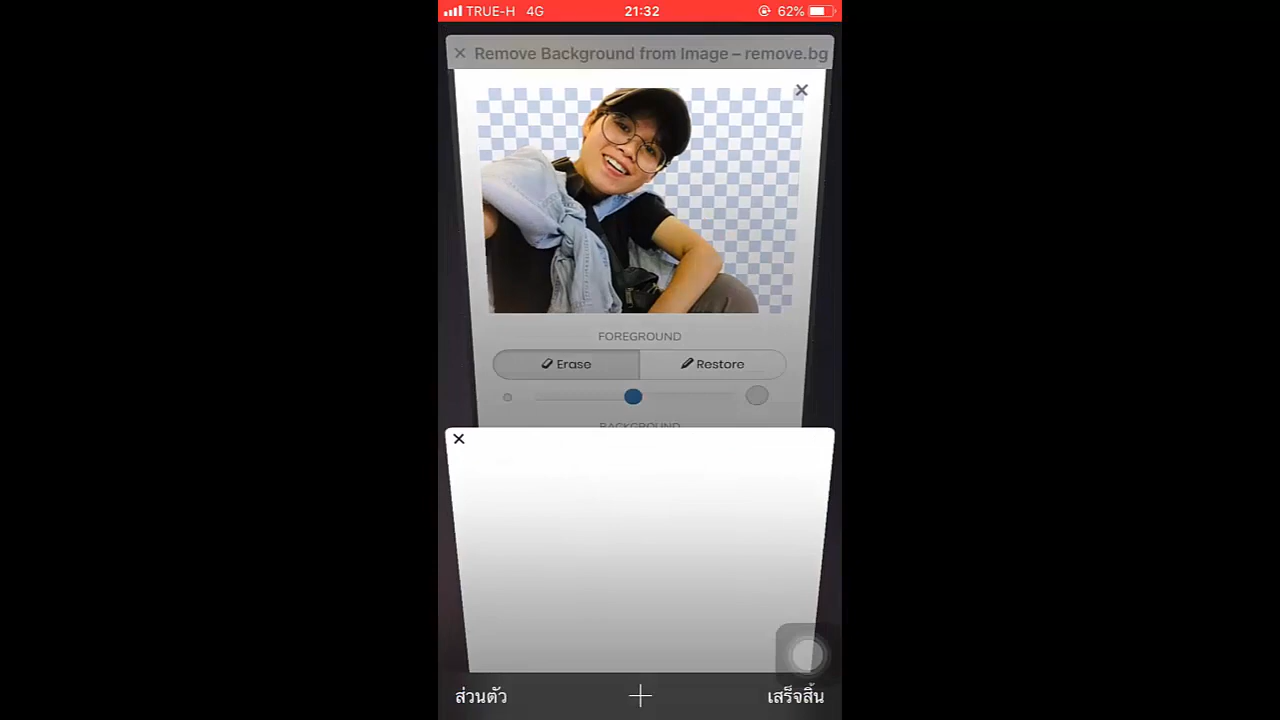 TRUE-H 4G 21:32 62%
Remove Background from Image – remove.bg
FOREGROUND
Erase Restore
BACKGROUND
ส่วนตัว เสร็จสิ้น